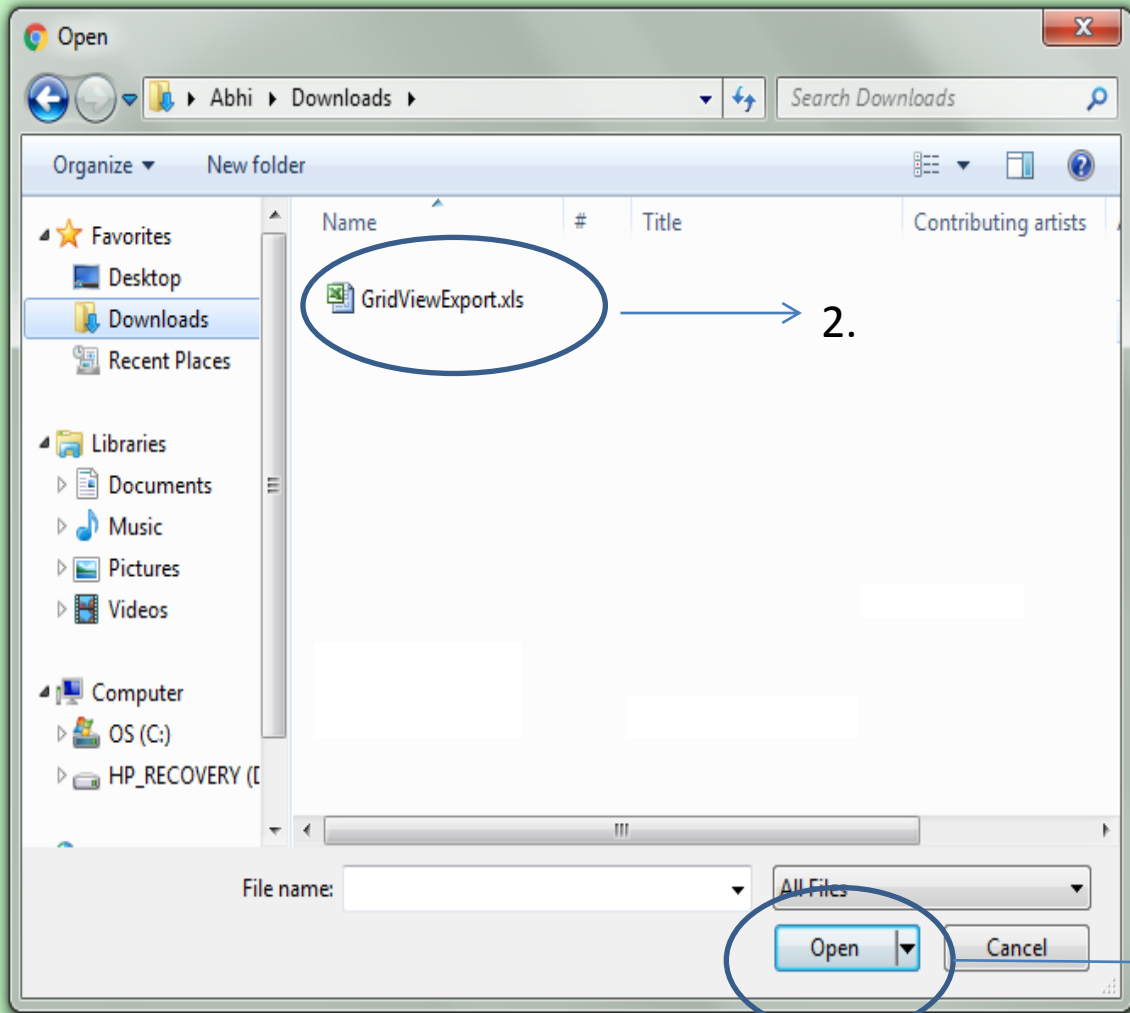 Open
Abhi Downloads Search Downloads
Organize New folder
Name # Title Contributing artists
Favorites
Desktop
Downloads
Recent Places
GridViewExport.xls
2.
Libraries
Documents
Music
Pictures
Videos
Computer
OS (C:)
HP_RECOVERY (D
File name: All Files
Open Cancel